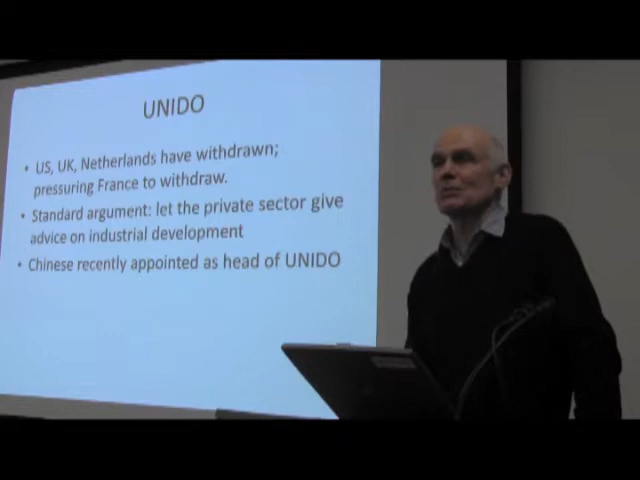 UNIDO
• US, UK, Netherlands have withdrawn;
pressuring France to withdraw.
• Standard argument: let the private sector give
advice on industrial development
• Chinese recently appointed as head of UNIDO